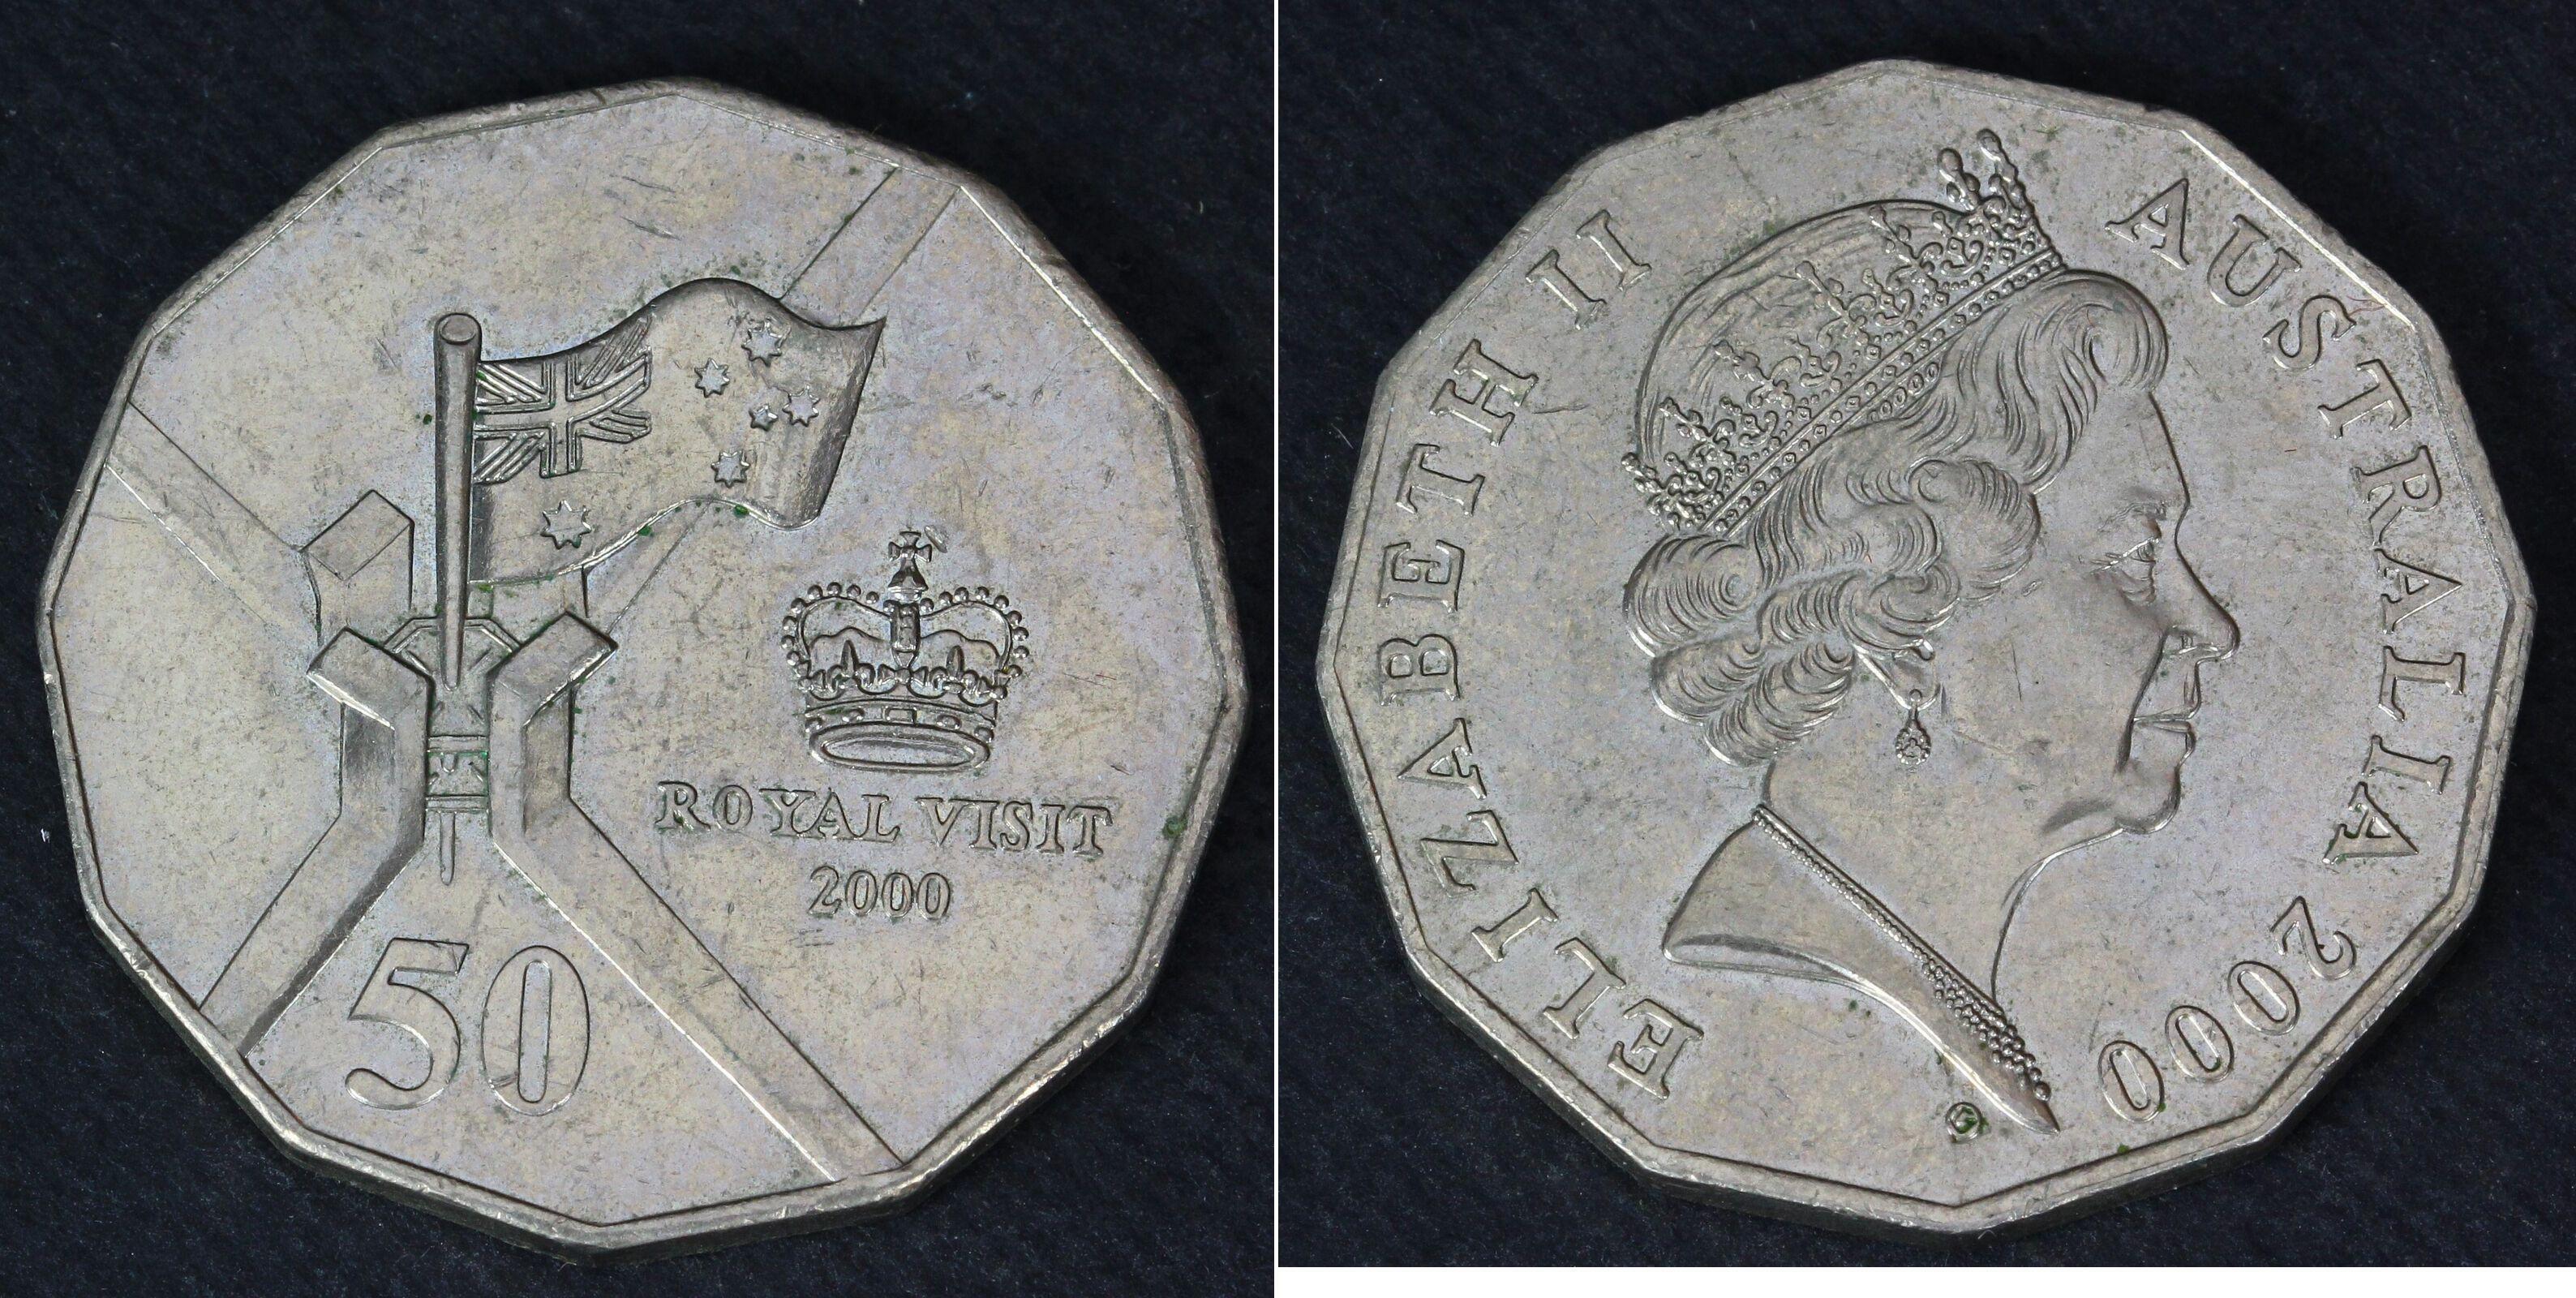 ROYAL VISIT
2000
50
ELIZABETH II AUSTRALIA 2000